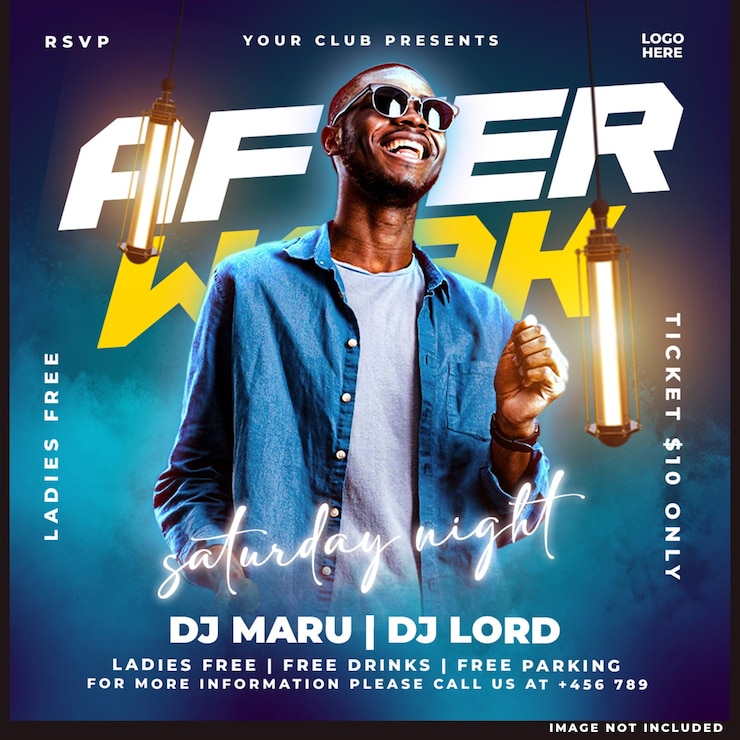 RSVP
YOUR CLUB PRESENTS
LOGO
HERE
AFTER
WORK
LADIES FREE
TICKET $10 ONLY
saturday night
DJ MARU | DJ LORD
LADIES FREE | FREE DRINKS | FREE PARKING
FOR MORE INFORMATION PLEASE CALL US AT +456 789
IMAGE NOT INCLUDED